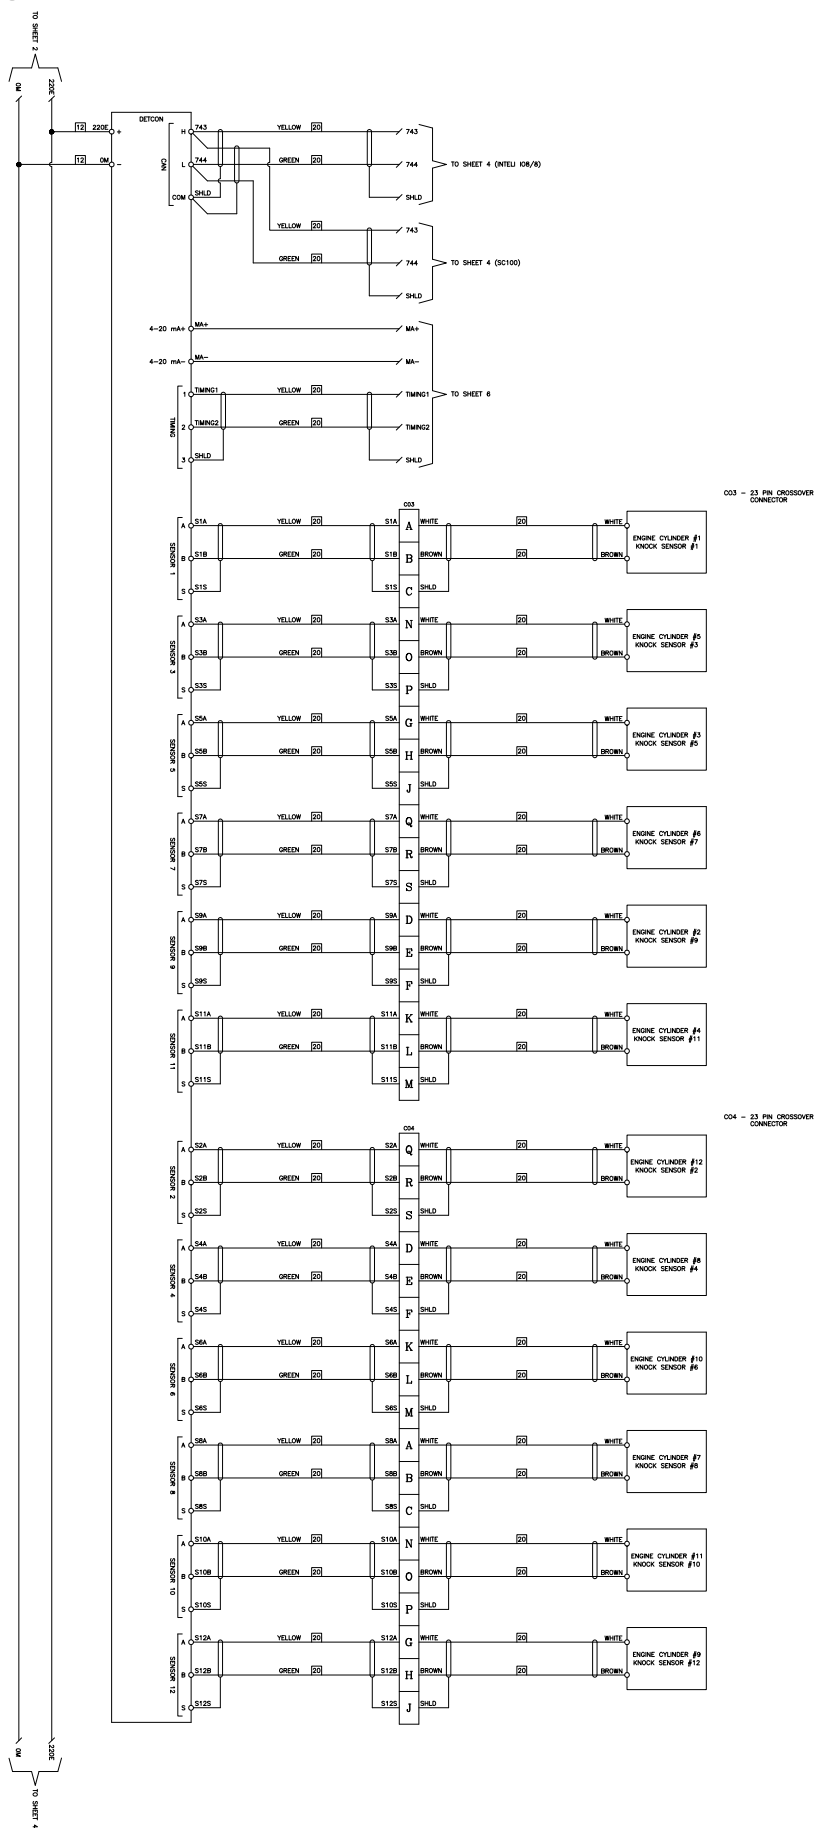 TO SHEET 2
0M
220E
DETCON
12 220E +
12 0M -
CAN
H 743 YELLOW 20 743
L 744 GREEN 20 744 TO SHEET 4 (INTELI IO8/8)
COM SHLD SHLD
YELLOW 20 743
GREEN 20 744 TO SHEET 4 (SC100)
SHLD
4-20 mA+ MA+ MA+
4-20 mA- MA- MA-
TIMING
1 TIMING1 YELLOW 20 TIMING1 TO SHEET 6
2 TIMING2 GREEN 20 TIMING2
3 SHLD SHLD
C03 - 23 PIN CROSSOVER
CONNECTOR
C03
SENSOR 1
A S1A YELLOW 20 S1A A WHITE 20 WHITE
B S1B GREEN 20 S1B B BROWN 20 BROWN
S S1S S1S C SHLD
ENGINE CYLINDER #1
KNOCK SENSOR #1
SENSOR 3
A S3A YELLOW 20 S3A N WHITE 20 WHITE
B S3B GREEN 20 S3B O BROWN 20 BROWN
S S3S S3S P SHLD
ENGINE CYLINDER #5
KNOCK SENSOR #3
SENSOR 5
A S5A YELLOW 20 S5A G WHITE 20 WHITE
B S5B GREEN 20 S5B H BROWN 20 BROWN
S S5S S5S J SHLD
ENGINE CYLINDER #3
KNOCK SENSOR #5
SENSOR 7
A S7A YELLOW 20 S7A Q WHITE 20 WHITE
B S7B GREEN 20 S7B R BROWN 20 BROWN
S S7S S7S S SHLD
ENGINE CYLINDER #6
KNOCK SENSOR #7
SENSOR 9
A S9A YELLOW 20 S9A D WHITE 20 WHITE
B S9B GREEN 20 S9B E BROWN 20 BROWN
S S9S S9S F SHLD
ENGINE CYLINDER #2
KNOCK SENSOR #9
SENSOR 11
A S11A YELLOW 20 S11A K WHITE 20 WHITE
B S11B GREEN 20 S11B L BROWN 20 BROWN
S S11S S11S M SHLD
ENGINE CYLINDER #4
KNOCK SENSOR #11
C04 - 23 PIN CROSSOVER
CONNECTOR
C04
SENSOR 2
A S2A YELLOW 20 S2A Q WHITE 20 WHITE
B S2B GREEN 20 S2B R BROWN 20 BROWN
S S2S S2S S SHLD
ENGINE CYLINDER #12
KNOCK SENSOR #2
SENSOR 4
A S4A YELLOW 20 S4A D WHITE 20 WHITE
B S4B GREEN 20 S4B E BROWN 20 BROWN
S S4S S4S F SHLD
ENGINE CYLINDER #8
KNOCK SENSOR #4
SENSOR 6
A S6A YELLOW 20 S6A K WHITE 20 WHITE
B S6B GREEN 20 S6B L BROWN 20 BROWN
S S6S S6S M SHLD
ENGINE CYLINDER #10
KNOCK SENSOR #6
SENSOR 8
A S8A YELLOW 20 S8A A WHITE 20 WHITE
B S8B GREEN 20 S8B B BROWN 20 BROWN
S S8S S8S C SHLD
ENGINE CYLINDER #7
KNOCK SENSOR #8
SENSOR 10
A S10A YELLOW 20 S10A N WHITE 20 WHITE
B S10B GREEN 20 S10B O BROWN 20 BROWN
S S10S S10S P SHLD
ENGINE CYLINDER #11
KNOCK SENSOR #10
SENSOR 12
A S12A YELLOW 20 S12A G WHITE 20 WHITE
B S12B GREEN 20 S12B H BROWN 20 BROWN
S S12S S12S J SHLD
ENGINE CYLINDER #9
KNOCK SENSOR #12
0M
220E
TO SHEET 4